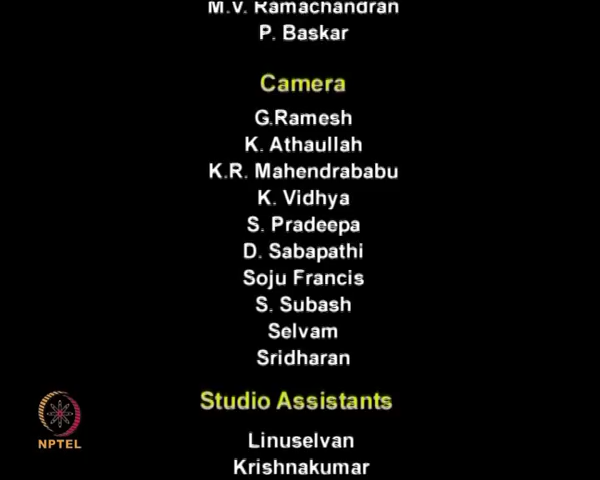 M.V. Ramachandran
P. Baskar
Camera
G.Ramesh
K. Athaullah
K.R. Mahendrababu
K. Vidhya
S. Pradeepa
D. Sabapathi
Soju Francis
S. Subash
Selvam
Sridharan
Studio Assistants
Linuselvan
Krishnakumar
NPTEL